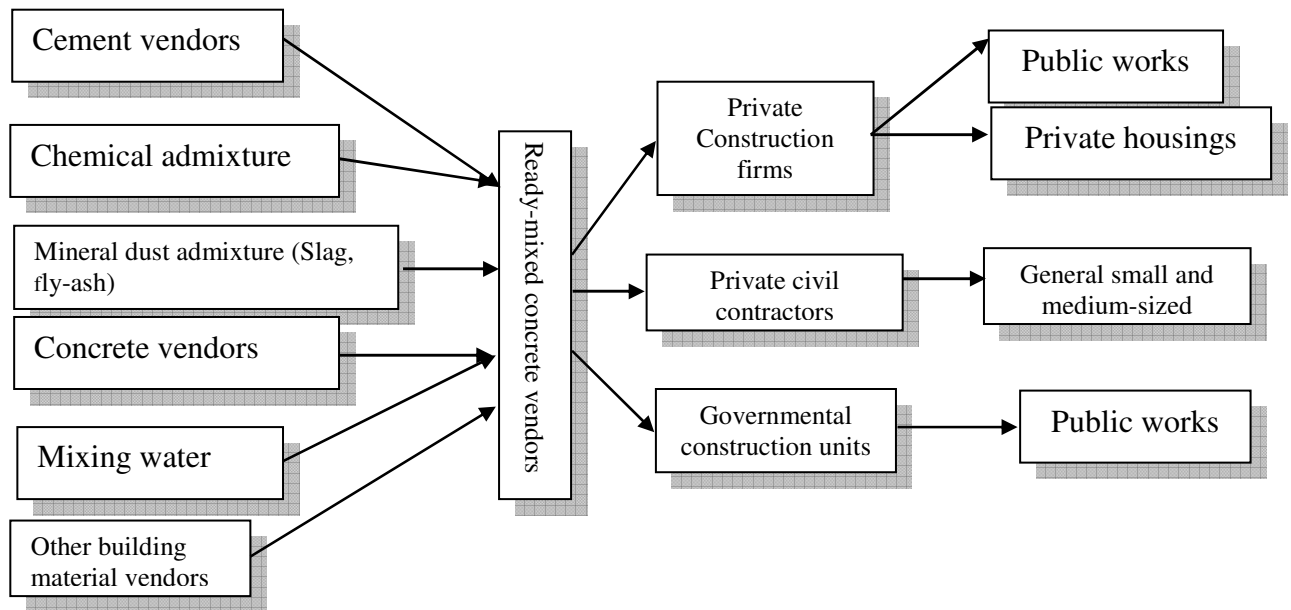 Cement vendors
Chemical admixture
Mineral dust admixture (Slag,
fly-ash)
Concrete vendors
Mixing water
Other building
material vendors
Ready-mixed concrete vendors
Private
Construction
firms
Private civil
contractors
Governmental
construction units
Public works
Private housings
General small and
medium-sized
Public works